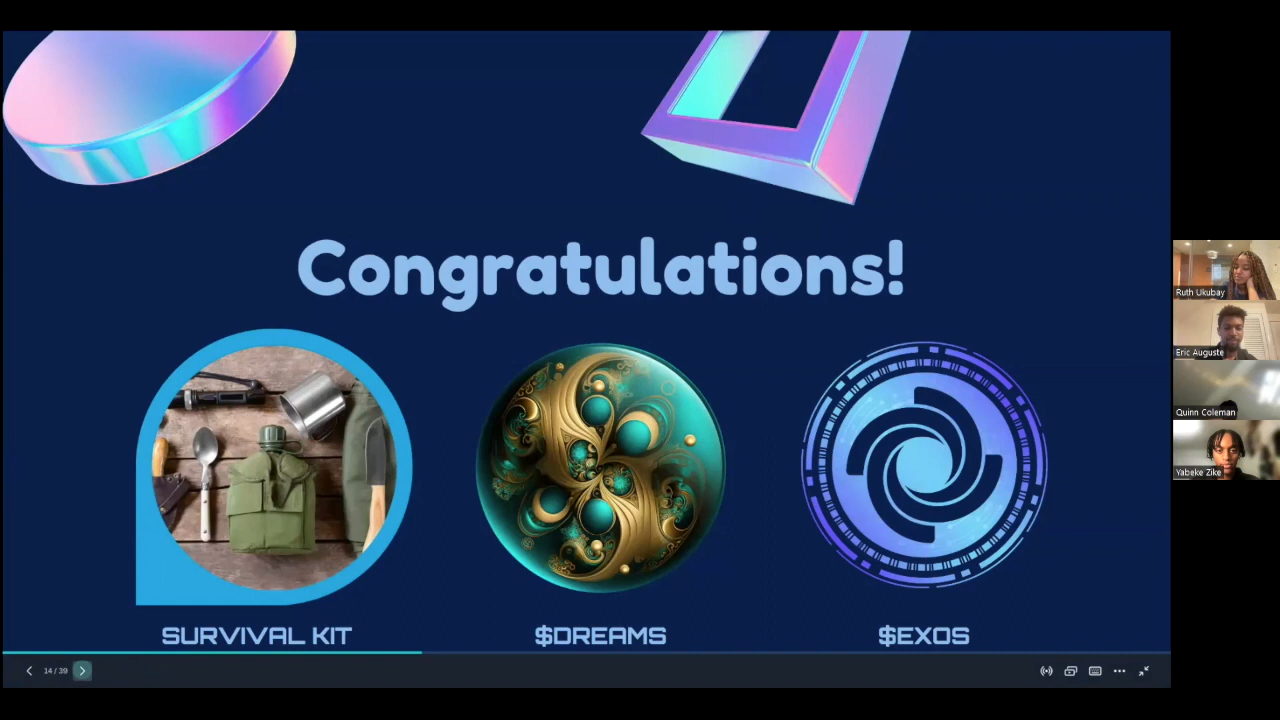 Congratulations!
SURVIVAL KIT
$DREAMS
$EXOS
14 / 39
Ruth Ukubay
Eric Auguste
Quinn Coleman
Yabeke Zike